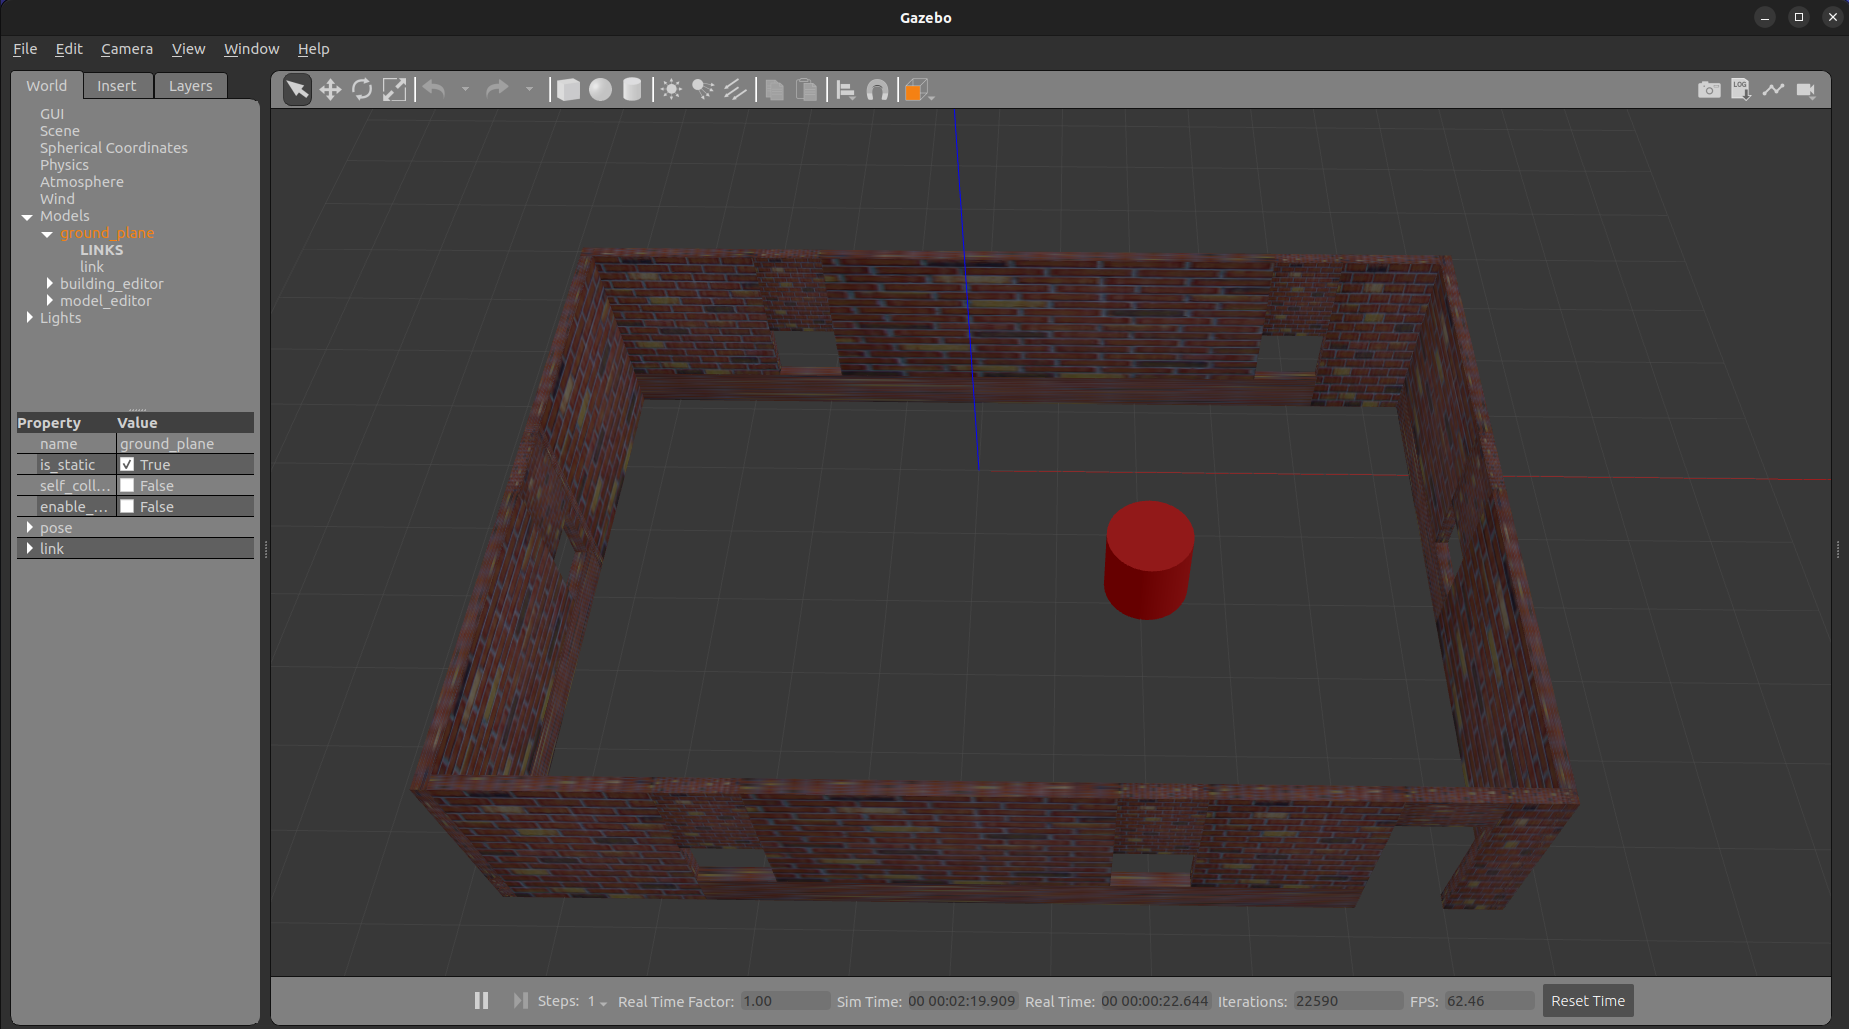 Gazebo
File Edit Camera View Window Help
World Insert Layers
GUI
Scene
Spherical Coordinates
Physics
Atmosphere
Wind
Models
ground_plane
LINKS
link
building_editor
model_editor
Lights
Property Value
name ground_plane
is_static True
self_coll... False
enable_... False
pose
link
LOG
Steps: 1 Real Time Factor: 1.00 Sim Time: 00 00:02:19.909 Real Time: 00 00:00:22.644 Iterations: 22590 FPS: 62.46 Reset Time